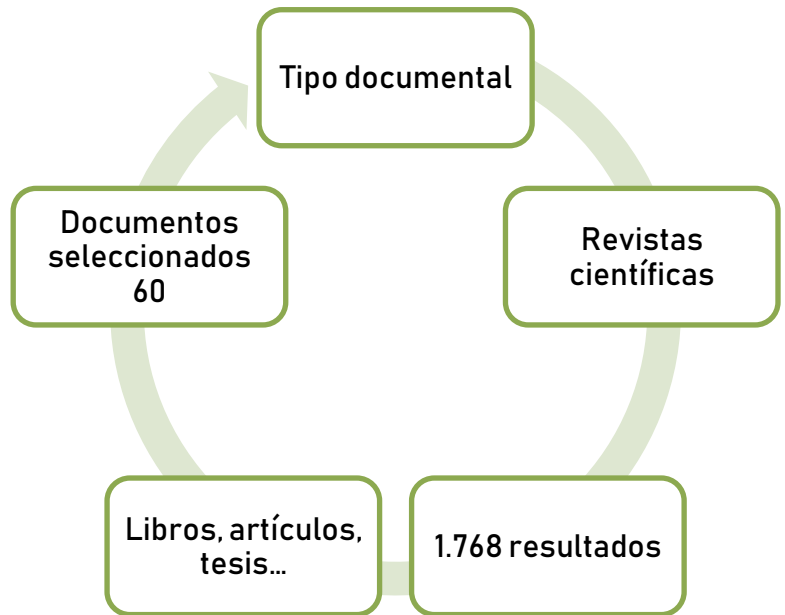 Tipo documental
Revistas
científicas
1.768 resultados
Libros, artículos,
tesis...
Documentos
seleccionados
60